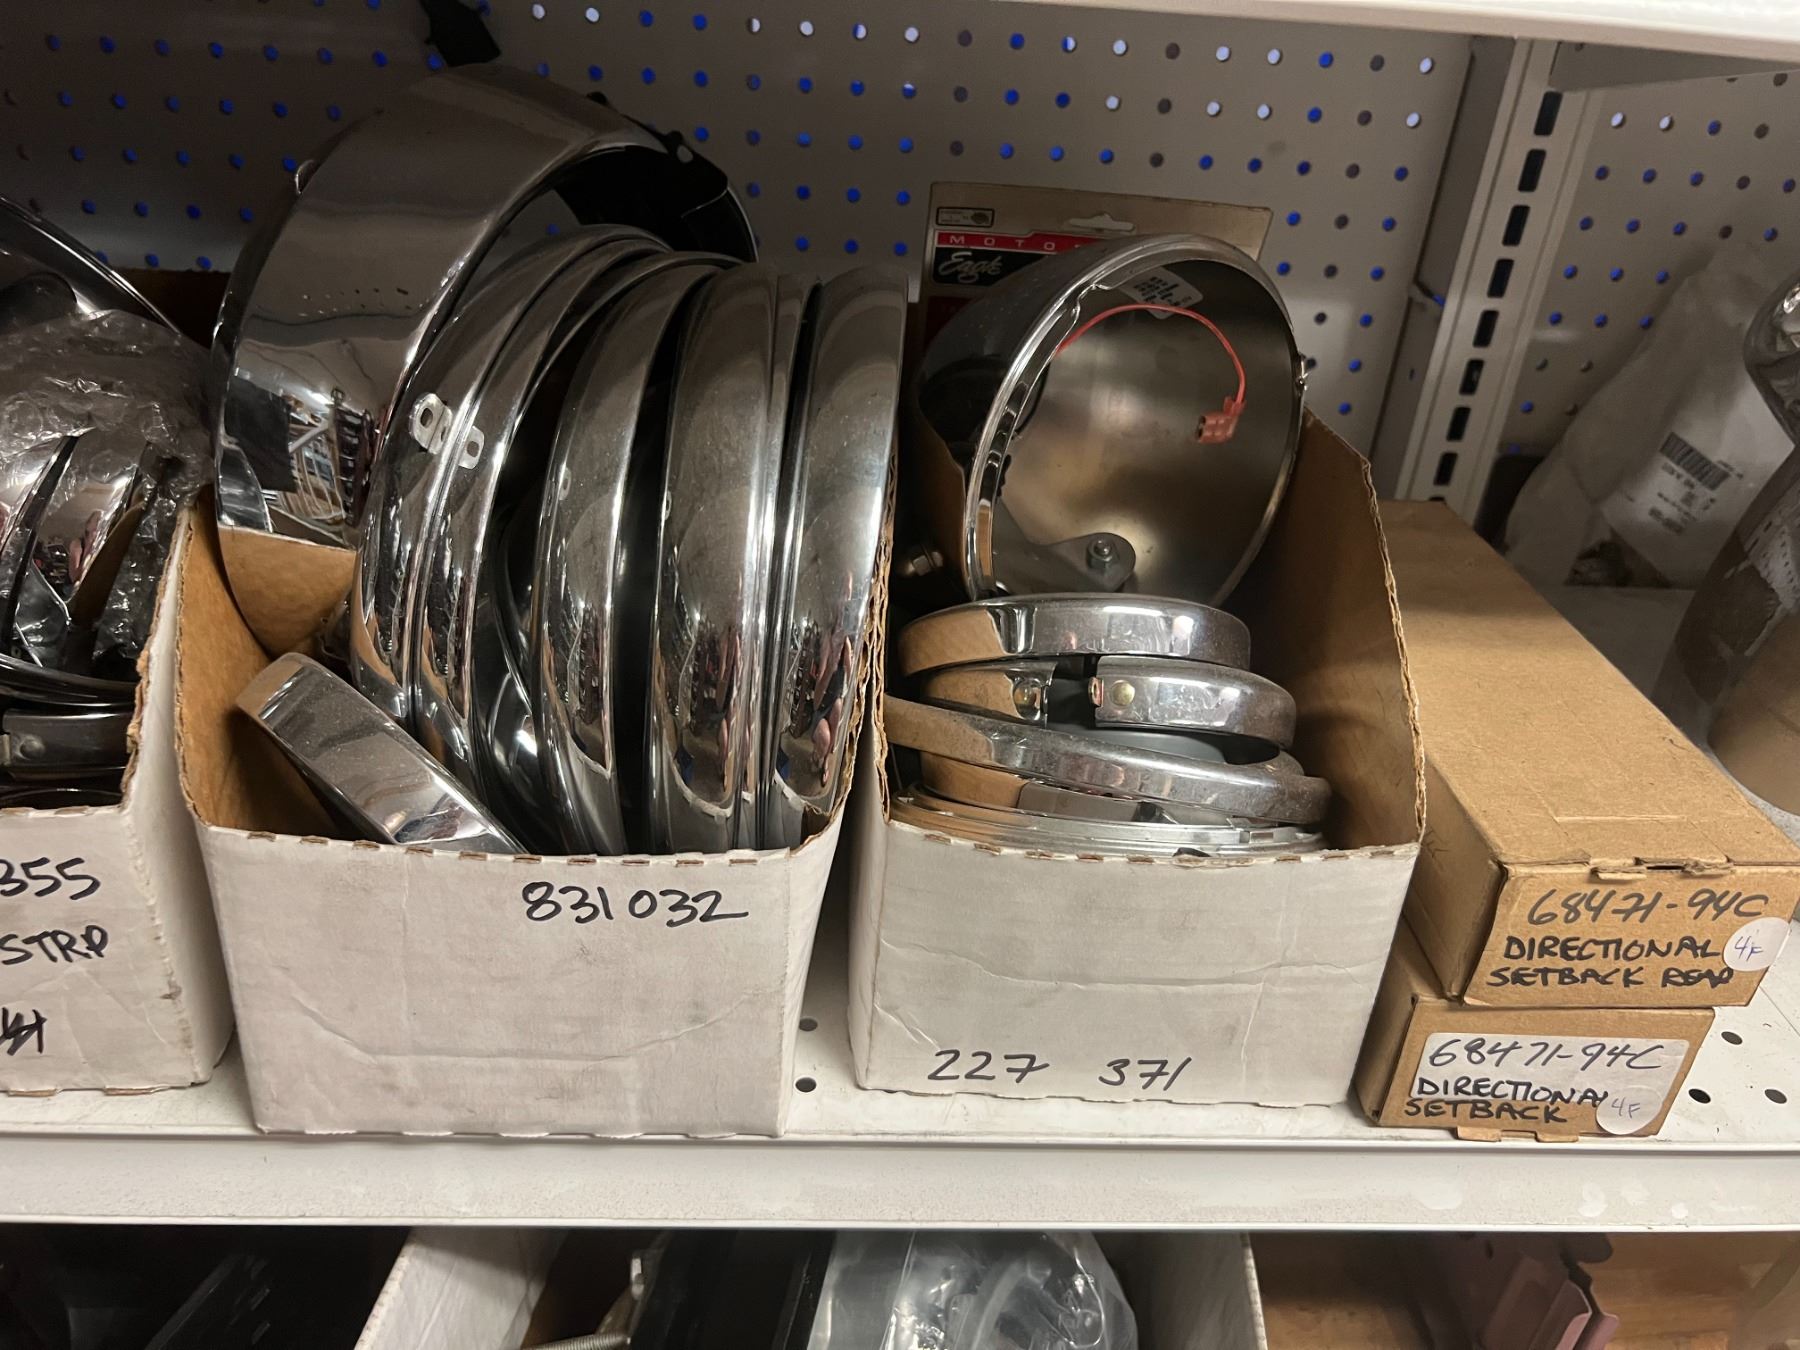 MOTO
Eagle
355
STRP
831032
227 371
68471-94C
DIRECTIONAL
SETBACK REAR
4F
68471-94C
DIRECTIONAL
SETBACK
4F